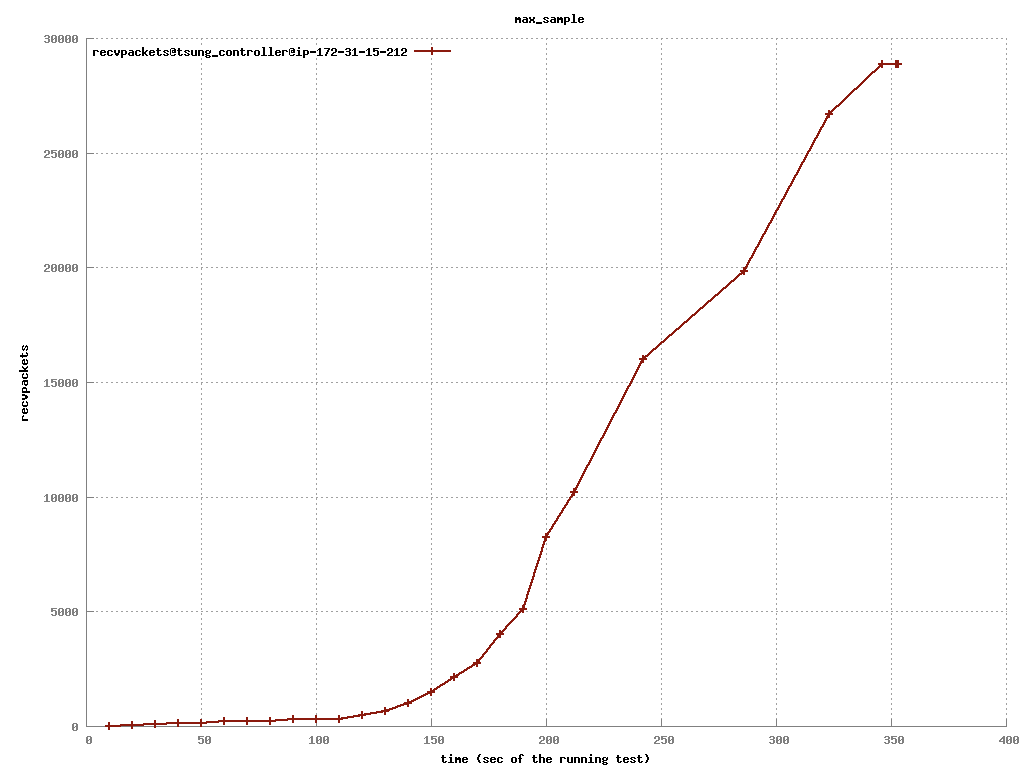 max_sample
recvpackets@tsung_controller@ip-172-31-15-212
30000
25000
20000
15000
10000
5000
0
recvpackets
0 50 100 150 200 250 300 350 400
time (sec of the running test)